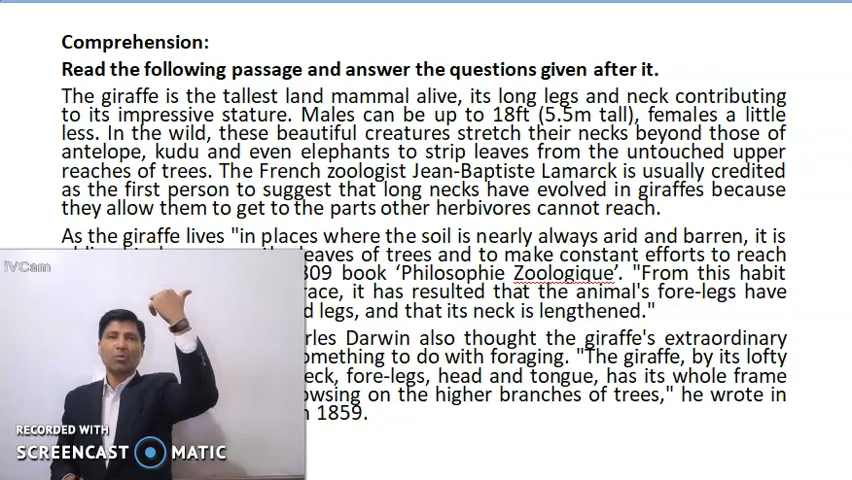 Comprehension:
Read the following passage and answer the questions given after it.
The giraffe is the tallest land mammal alive, its long legs and neck contributing
to its impressive stature. Males can be up to 18ft (5.5m tall), females a little
less. In the wild, these beautiful creatures stretch their necks beyond those of
antelope, kudu and even elephants to strip leaves from the untouched upper
reaches of trees. The French zoologist Jean-Baptiste Lamarck is usually credited
as the first person to suggest that long necks have evolved in giraffes because
they allow them to get to the parts other herbivores cannot reach.
As the giraffe lives "in places where the soil is nearly always arid and barren, it is
leaves of trees and to make constant efforts to reach
809 book ‘Philosophie Zoologique’. "From this habit
race, it has resulted that the animal's fore-legs have
legs, and that its neck is lengthened."
rles Darwin also thought the giraffe's extraordinary
omething to do with foraging. "The giraffe, by its lofty
eck, fore-legs, head and tongue, has its whole frame
owsing on the higher branches of trees," he wrote in
1859.
iVCam
RECORDED WITH
SCREENCAST MATIC